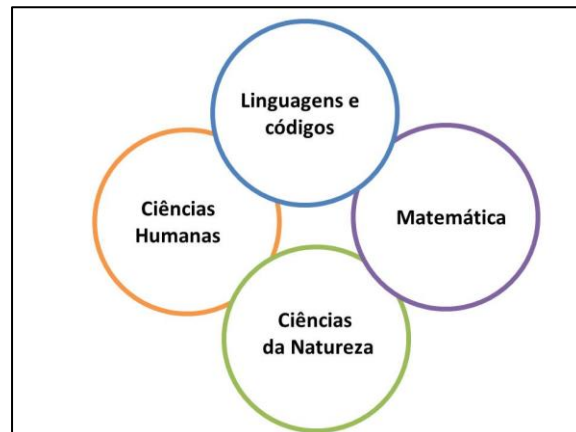 Linguagens e
códigos
Ciências
Humanas
Matemática
Ciências
da Natureza